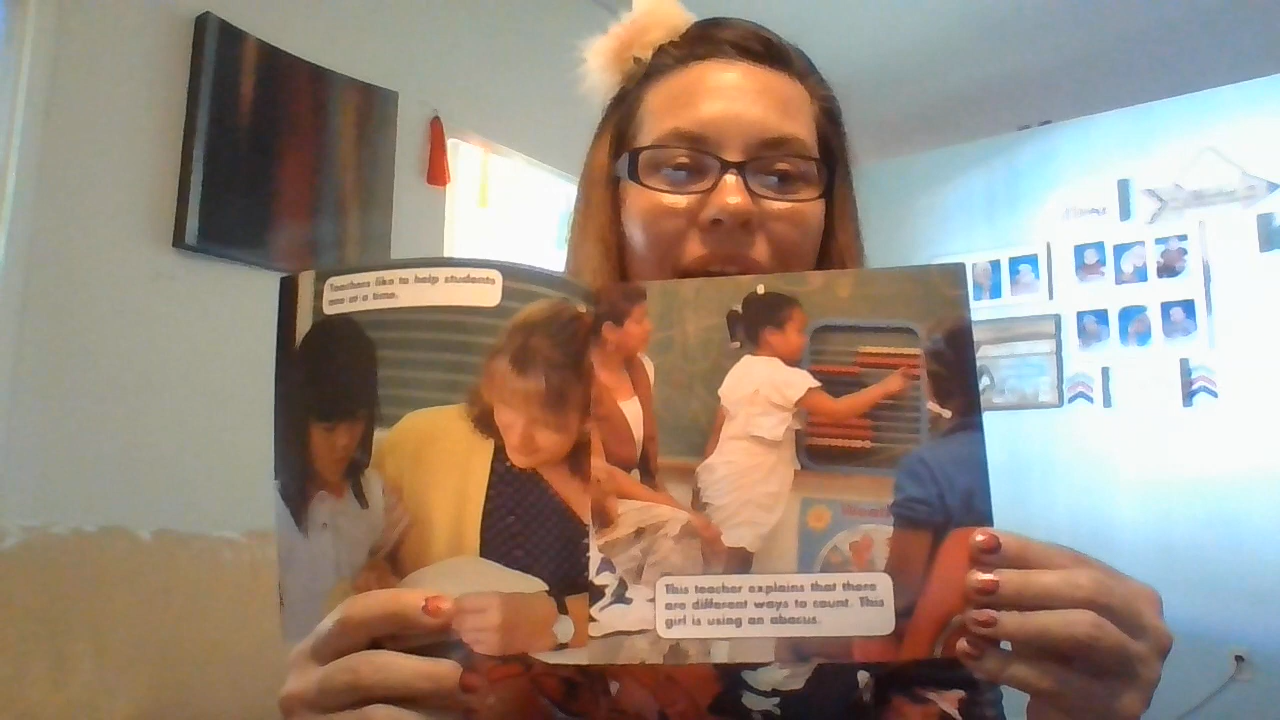 Teachers like to help students
one at a time.
This teacher explains that there
are different ways to count. This
girl is using an abacus.